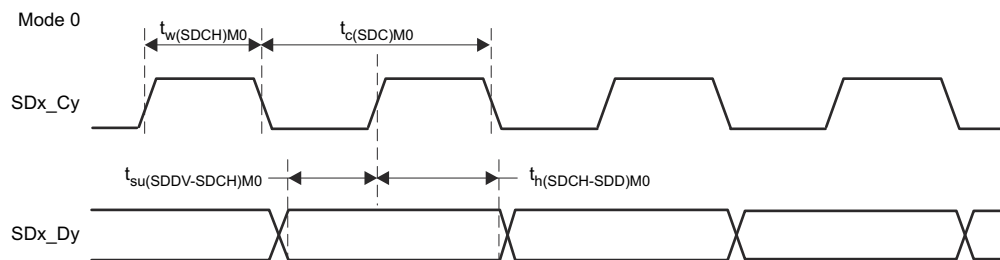 Mode 0
tw(SDCH)M0
tc(SDC)M0
SDx_Cy
tsu(SDDV-SDCH)M0
th(SDCH-SDD)M0
SDx_Dy